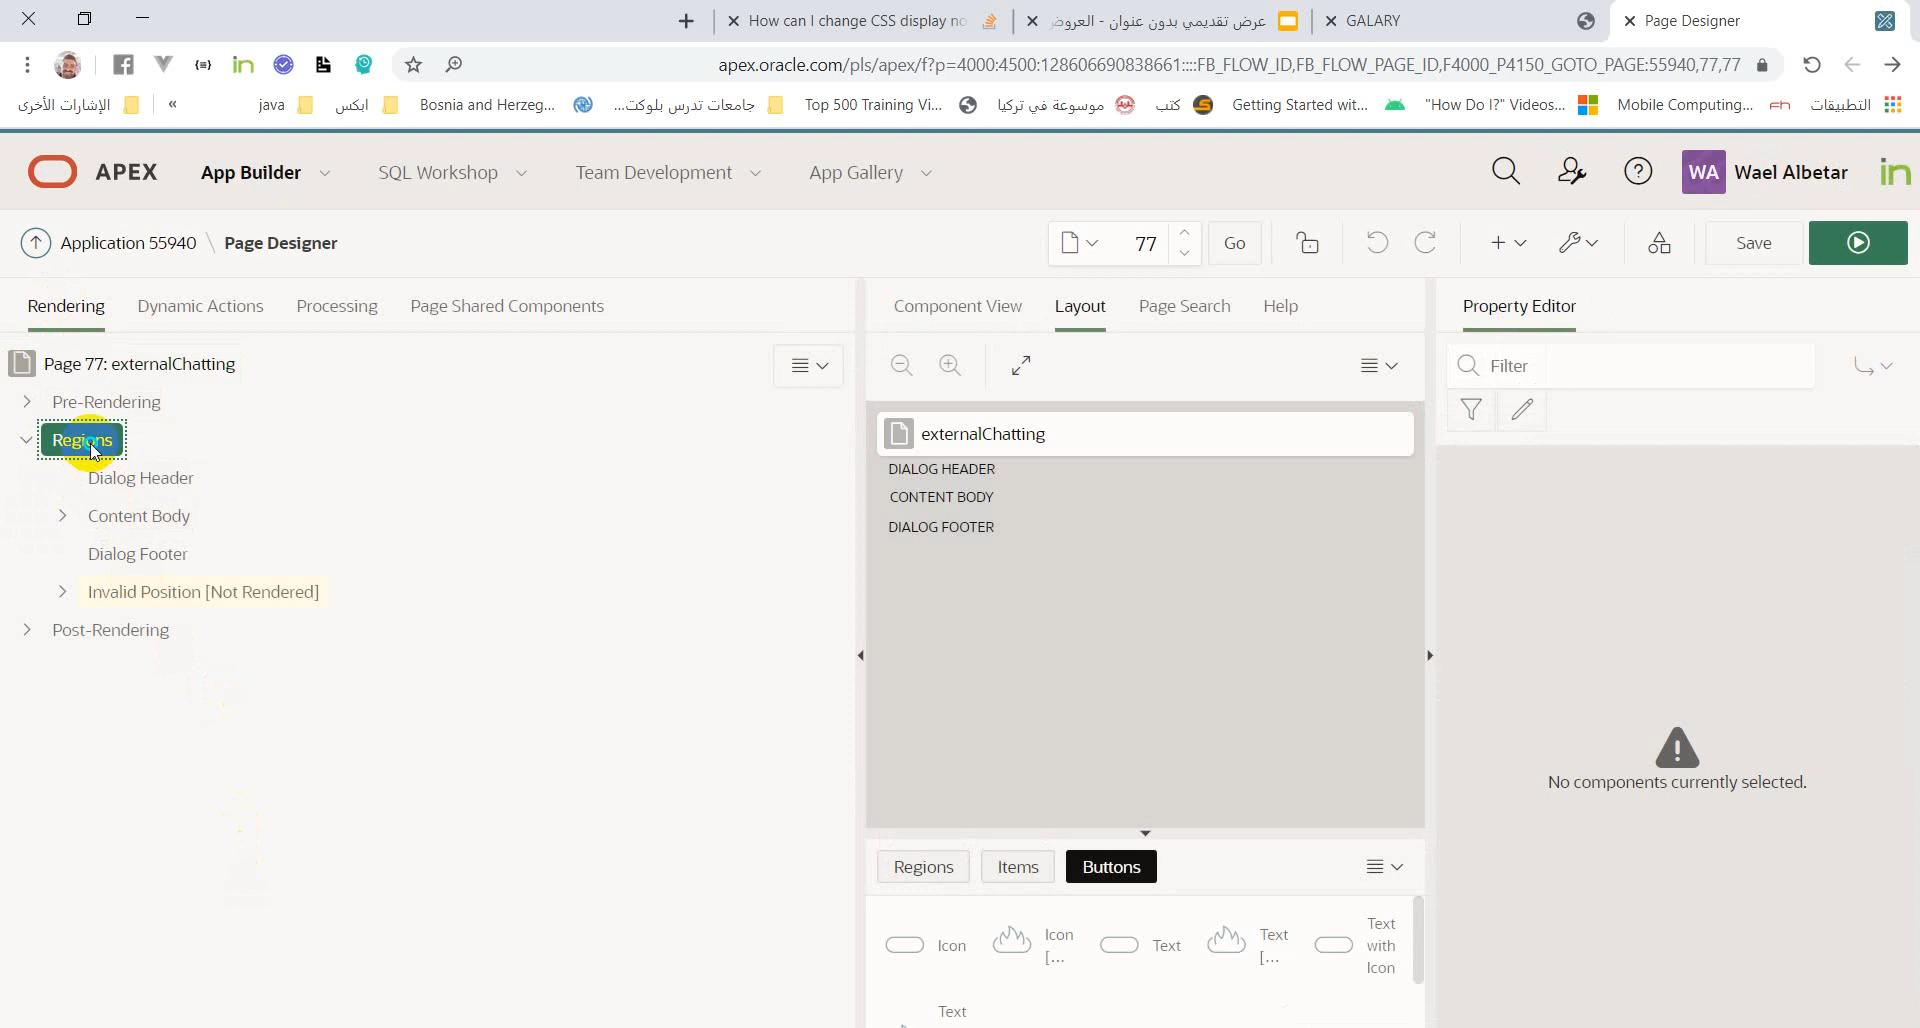 How can I change CSS display no
عرض تقديمي بدون عنوان - العروض
GALARY
Page Designer
apex.oracle.com/pls/apex/f?p=4000:4500:128606690838661::::FB_FLOW_ID,FB_FLOW_PAGE_ID,F4000_P4150_GOTO_PAGE:55940,77,77
الإشارات الأخرى
»
java
ابكس
Bosnia and Herzeg...
جامعات تدرس بلوكت...
Top 500 Training Vi...
موسوعة في تركيا
كتب
Getting Started wit...
"How Do I?" Videos...
Mobile Computing...
التطبيقات
APEX
App Builder
SQL Workshop
Team Development
App Gallery
WA
Wael Albetar
in
Application 55940 \ Page Designer
77
Go
Save
Rendering
Dynamic Actions
Processing
Page Shared Components
Component View
Layout
Page Search
Help
Property Editor
Page 77: externalChatting
Filter
Pre-Rendering
Regions
Dialog Header
Content Body
Dialog Footer
Invalid Position [Not Rendered]
Post-Rendering
externalChatting
DIALOG HEADER
CONTENT BODY
DIALOG FOOTER
No components currently selected.
Regions
Items
Buttons
Icon
Icon
[...
Text
Text
[...
Text
with
Icon
Text